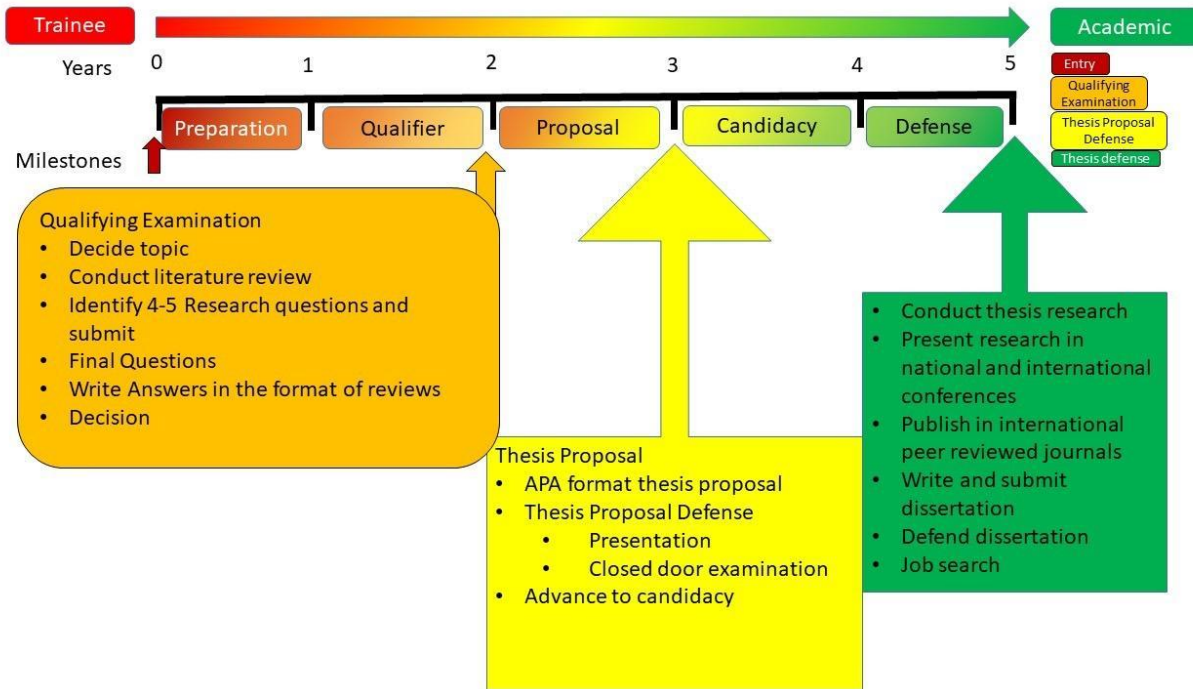 Trainee
Academic
Years
0
1
2
3
4
5
Entry
Qualifying
Examination
Thesis Proposal
Defense
Thesis defense
Preparation
Qualifier
Proposal
Candidacy
Defense
Milestones
Qualifying Examination
• Decide topic
• Conduct literature review
• Identify 4-5 Research questions and
submit
• Final Questions
• Write Answers in the format of reviews
• Decision
Thesis Proposal
• APA format thesis proposal
• Thesis Proposal Defense
• Presentation
• Closed door examination
• Advance to candidacy
• Conduct thesis research
• Present research in
national and international
conferences
• Publish in international
peer reviewed journals
• Write and submit
dissertation
• Defend dissertation
• Job search